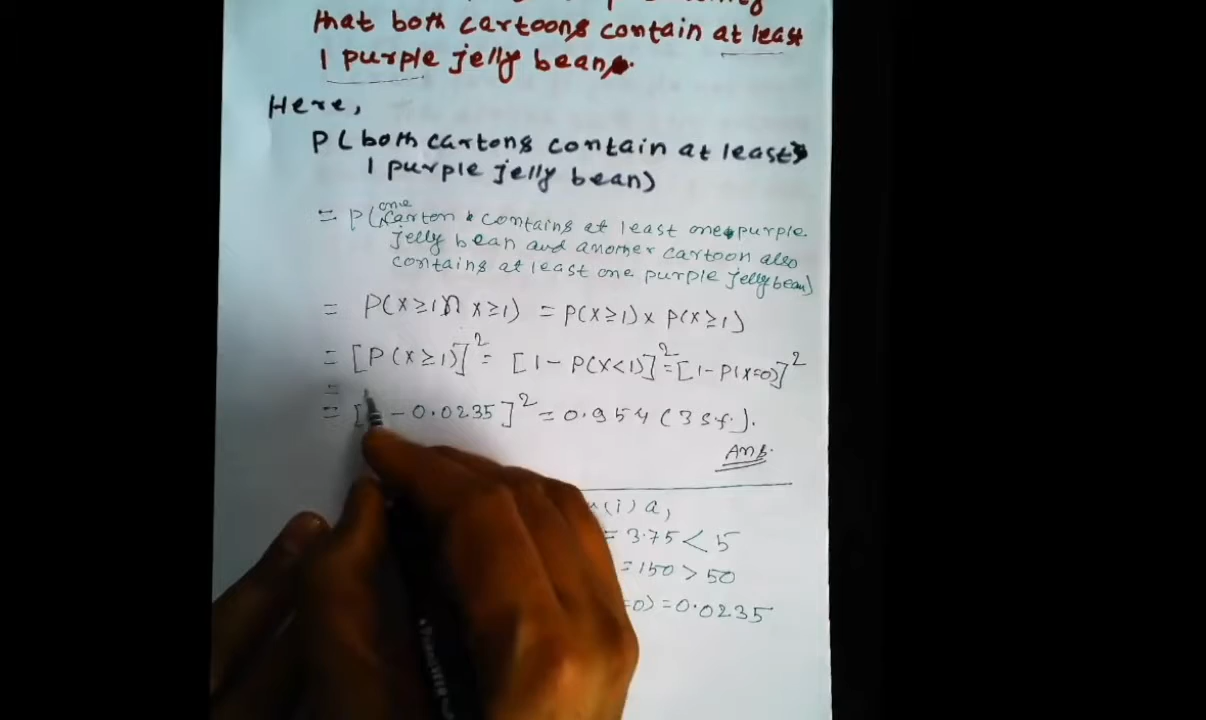 that both cartoons contain at least
1 purple jelly bean.
Here,
P(both cartons contain at least
1 purple jelly bean)
= P(one carton contains at least one purple
jelly bean and another cartoon also
contains at least one purple jelly bean)
= P(x≥1 ∩ x≥1) = P(x≥1) x P(x≥1)
= [P(x≥1)]² = [1-P(x<1)]² = [1-P(x=0)]²
=
= [ - 0.0235]² = 0.954 (3 sf.).
Ans.
(i) a,
= 3.75 < 5
= 150 > 50
=0) = 0.0235